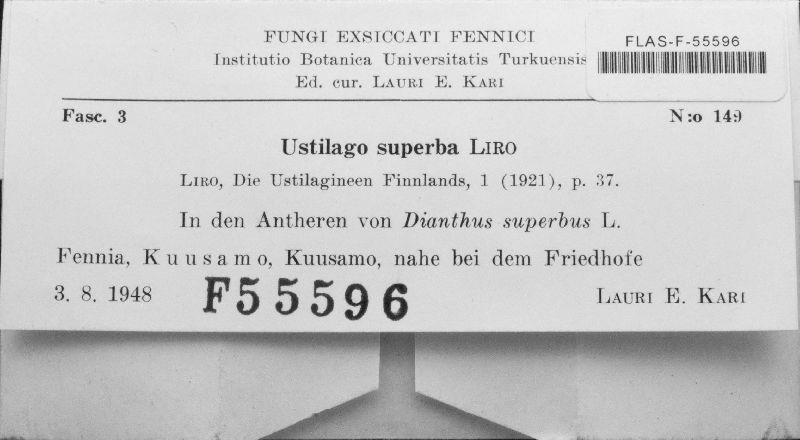 FUNGI EXSICCATI FENNICI
Institutio Botanica Universitatis Turkuensis
Ed. cur. LAURI E. KARI
FLAS-F-55596
Fasc. 3 N:o 149
Ustilago superba LIRO
LIRO, Die Ustilagineen Finnlands, 1 (1921), p. 37.
In den Antheren von Dianthus superbus L.
Fennia, Kuusamo, Kuusamo, nahe bei dem Friedhofe
3. 8. 1948 F55596 LAURI E. KARI